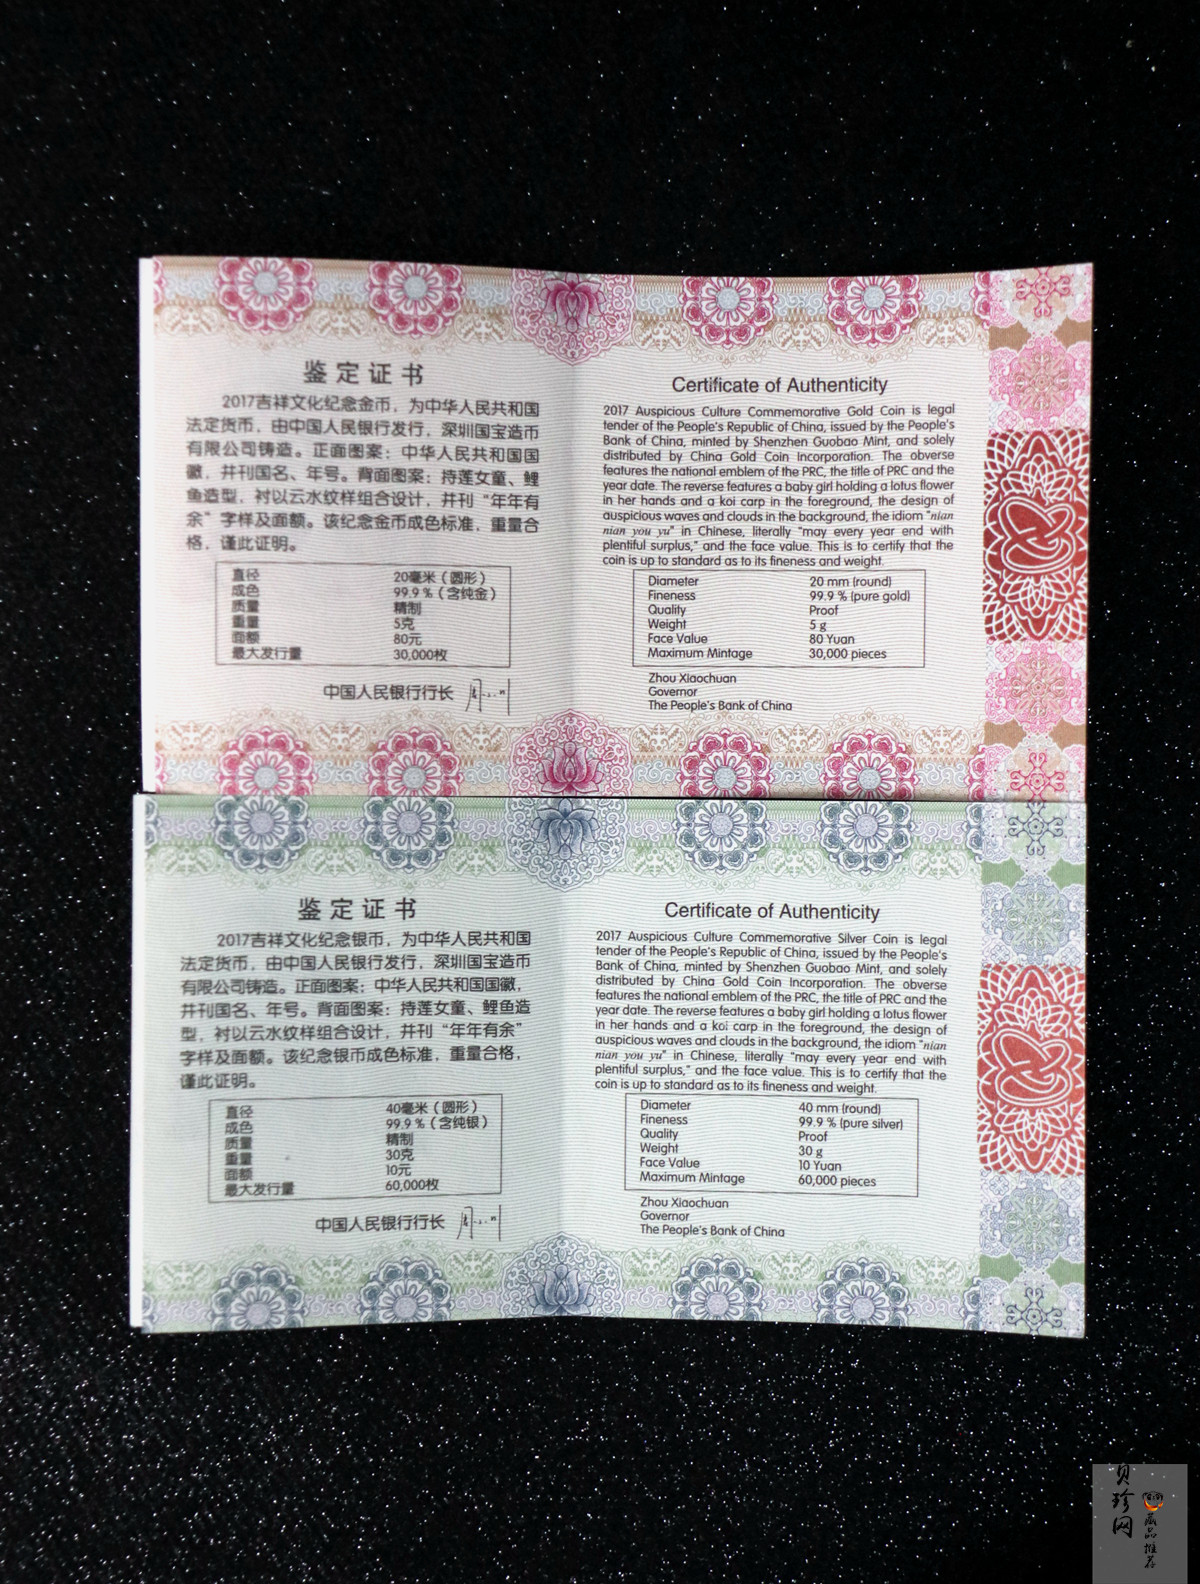 鉴定证书
2017吉祥文化纪念金币，为中华人民共和国
法定货币，由中国人民银行发行，深圳国宝造币
有限公司铸造。正面图案：中华人民共和国国
徽，并刊国名、年号。背面图案：持莲女童、鲤
鱼造型，衬以云水纹样组合设计，并刊“年年有
余”字样及面额。该纪念金币成色标准，重量合
格，谨此证明。
直径 20毫米（圆形）
成色 99.9％（含纯金）
质量 精制
重量 5克
面额 80元
最大发行量 30,000枚
中国人民银行行长
Certificate of Authenticity
2017 Auspicious Culture Commemorative Gold Coin is legal
tender of the People's Republic of China, issued by the People's
Bank of China, minted by Shenzhen Guobao Mint, and solely
distributed by China Gold Coin Incorporation. The obverse
features the national emblem of the PRC, the title of PRC and the
year date. The reverse features a baby girl holding a lotus flower
in her hands and a koi carp in the foreground, the design of
auspicious waves and clouds in the background, the idiom "nian
nian you yu" in Chinese, literally "may every year end with
plentiful surplus," and the face value. This is to certify that the
coin is up to standard as to its fineness and weight.
Diameter 20 mm (round)
Fineness 99.9 % (pure gold)
Quality Proof
Weight 5 g
Face Value 80 Yuan
Maximum Mintage 30,000 pieces
Zhou Xiaochuan
Governor
The People's Bank of China
鉴定证书
2017吉祥文化纪念银币，为中华人民共和国
法定货币，由中国人民银行发行，深圳国宝造币
有限公司铸造。正面图案：中华人民共和国国徽，
并刊国名、年号。背面图案：持莲女童、鲤鱼造
型，衬以云水纹样组合设计，并刊“年年有余”
字样及面额。该纪念银币成色标准，重量合格，
谨此证明。
直径 40毫米（圆形）
成色 99.9％（含纯银）
质量 精制
重量 30克
面额 10元
最大发行量 60,000枚
中国人民银行行长
Certificate of Authenticity
2017 Auspicious Culture Commemorative Silver Coin is legal
tender of the People's Republic of China, issued by the People's
Bank of China, minted by Shenzhen Guobao Mint, and solely
distributed by China Gold Coin Incorporation. The obverse
features the national emblem of the PRC, the title of PRC and the
year date. The reverse features a baby girl holding a lotus flower
in her hands and a koi carp in the foreground, the design of
auspicious waves and clouds in the background, the idiom "nian
nian you yu" in Chinese, literally "may every year end with
plentiful surplus," and the face value. This is to certify that the
coin is up to standard as to its fineness and weight.
Diameter 40 mm (round)
Fineness 99.9 % (pure silver)
Quality Proof
Weight 30 g
Face Value 10 Yuan
Maximum Mintage 60,000 pieces
Zhou Xiaochuan
Governor
The People's Bank of China
贝珍网
藏品推荐